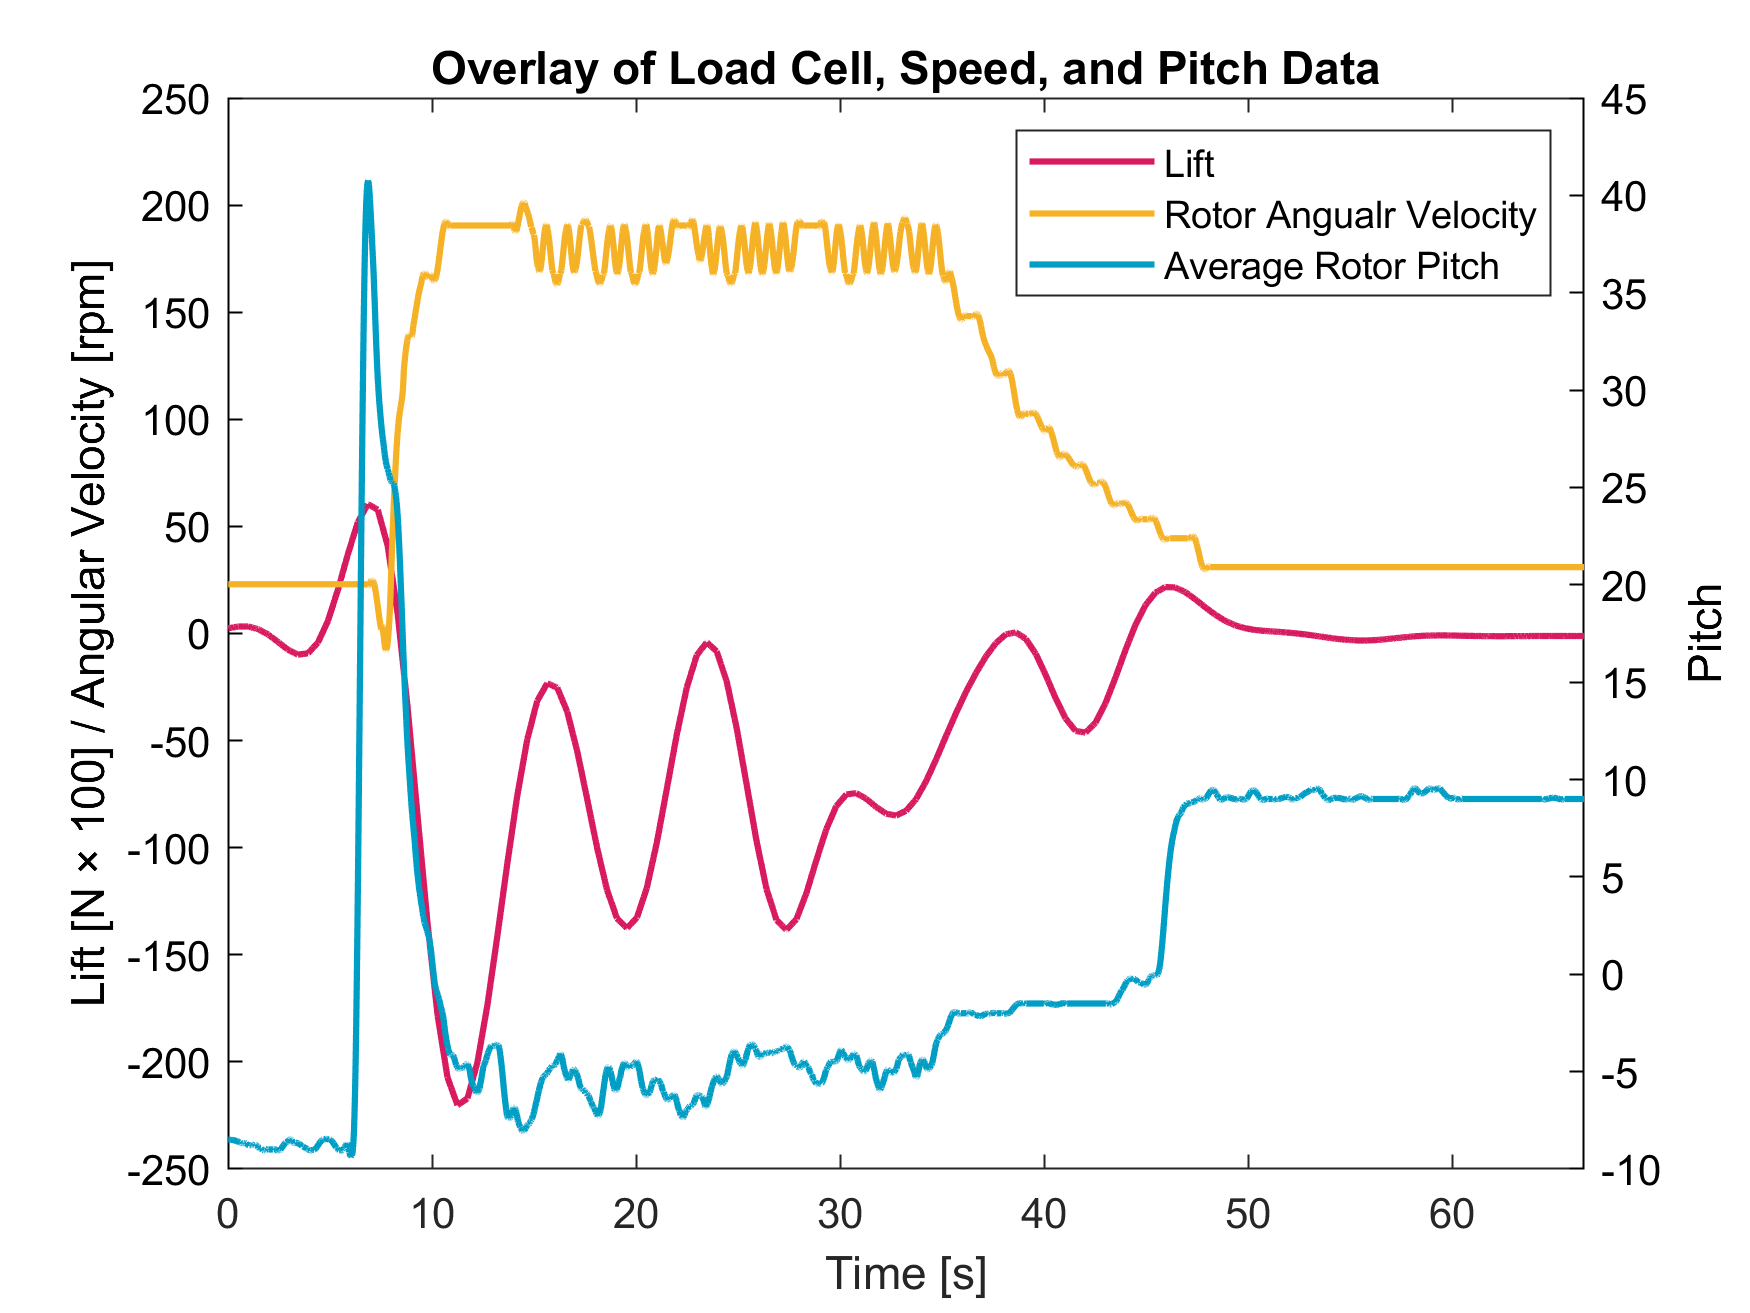 Overlay of Load Cell, Speed, and Pitch Data
250
200
150
100
50
0
-50
-100
-150
-200
-250
Lift [N × 100] / Angular Velocity [rpm]
Lift
Rotor Angualr Velocity
Average Rotor Pitch
45
40
35
30
25
20
15
10
5
0
-5
-10
Pitch
0 10 20 30 40 50 60
Time [s]